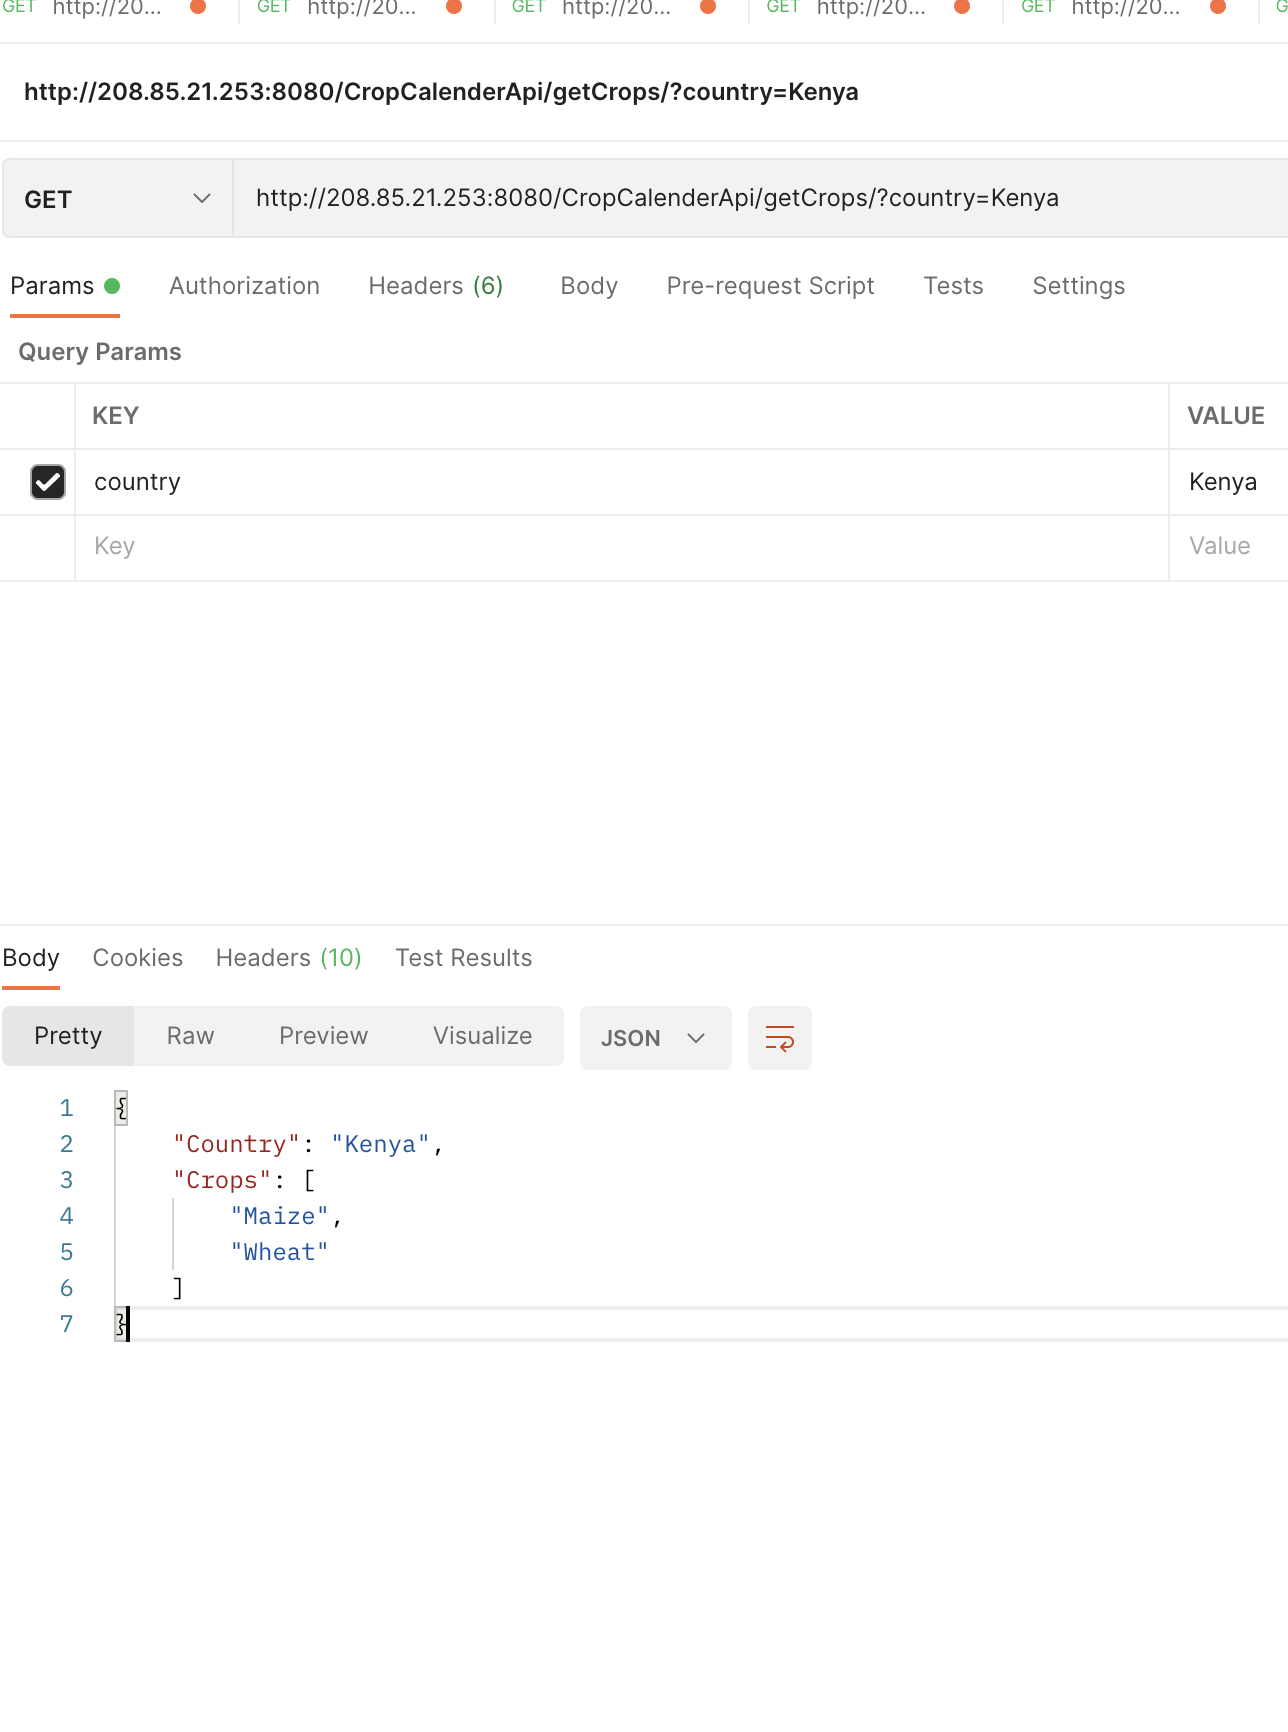 GET http://20... GET http://20... GET http://20... GET http://20... GET http://20...
http://208.85.21.253:8080/CropCalenderApi/getCrops/?country=Kenya
GET http://208.85.21.253:8080/CropCalenderApi/getCrops/?country=Kenya
Params Authorization Headers (6) Body Pre-request Script Tests Settings
Query Params
KEY VALUE
country Kenya
Key Value
Body Cookies Headers (10) Test Results
Pretty Raw Preview Visualize JSON
1 {
2 "Country": "Kenya",
3 "Crops": [
4 "Maize",
5 "Wheat"
6 ]
7 }